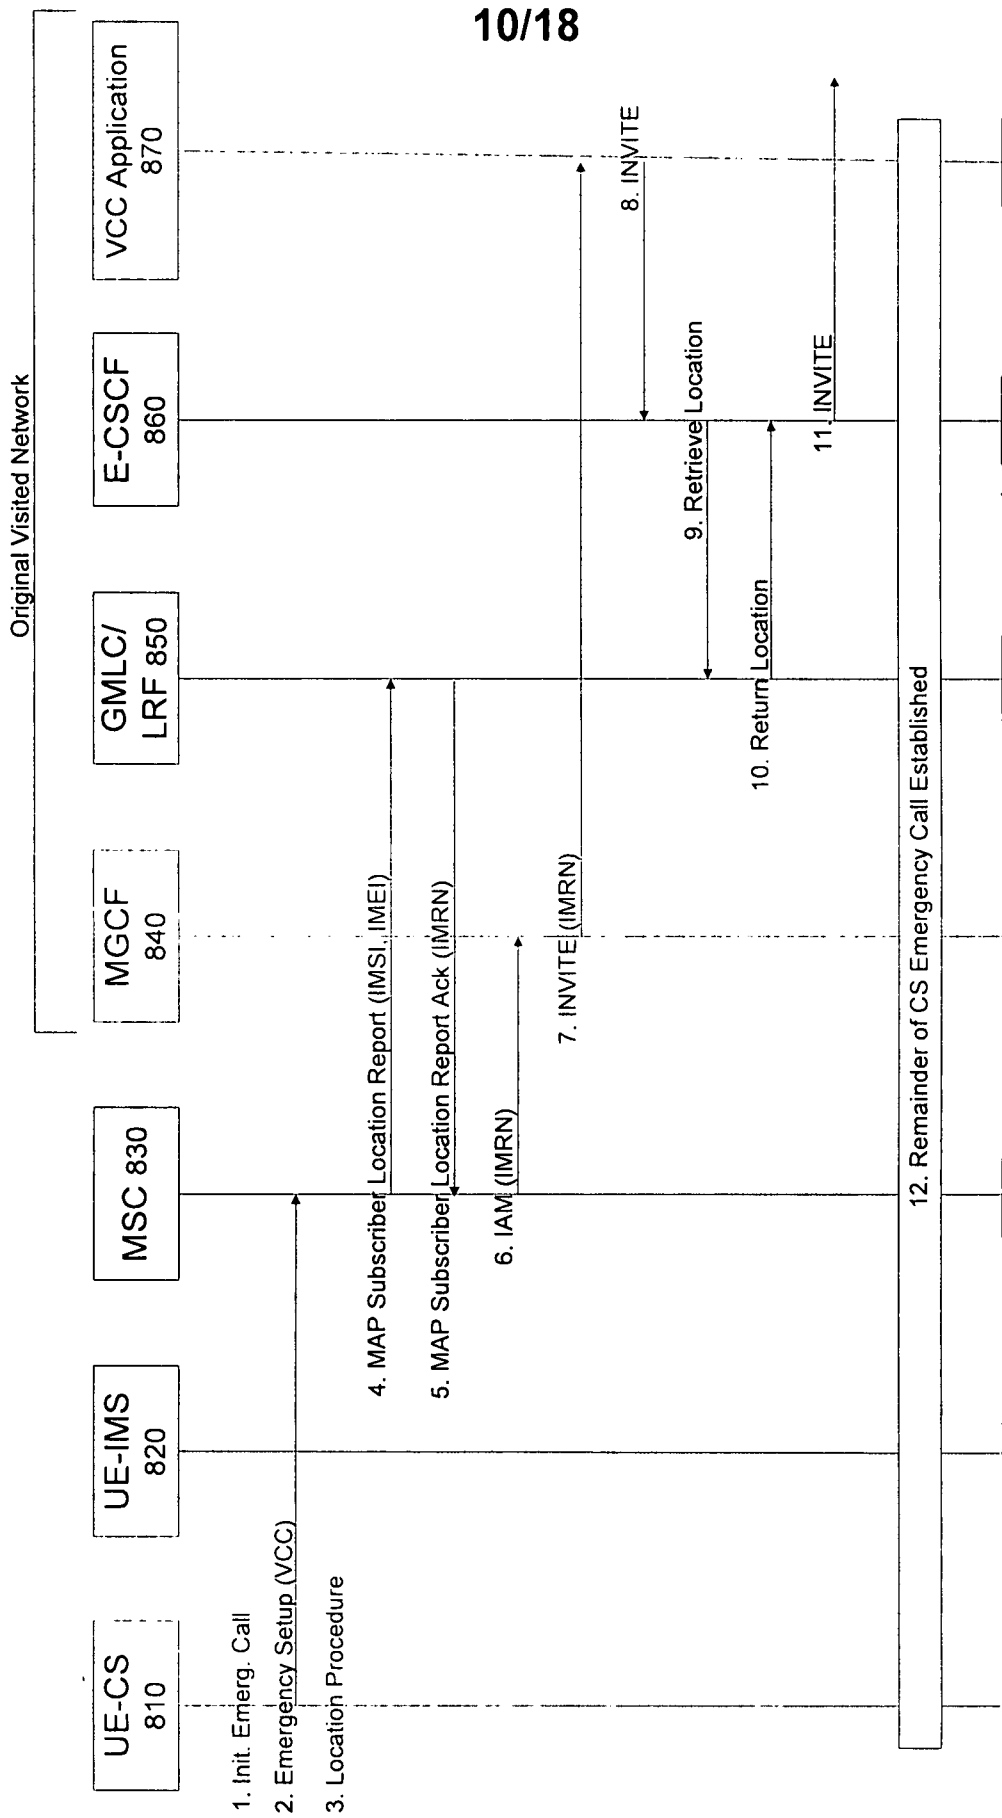 10/18
Original Visited Network
UE-CS
810
UE-IMS
820
MSC 830
MGCF
840
GMLC/
LRF 850
E-CSCF
860
VCC Application
870
1. Init. Emerg. Call
2. Emergency Setup (VCC)
3. Location Procedure
4. MAP Subscriber Location Report (IMSI, IMEI)
5. MAP Subscriber Location Report Ack (IMRN)
6. IAM (IMRN)
7. INVITE (IMRN)
8. INVITE
9. Retrieve Location
10. Return Location
11. INVITE
12. Remainder of CS Emergency Call Established